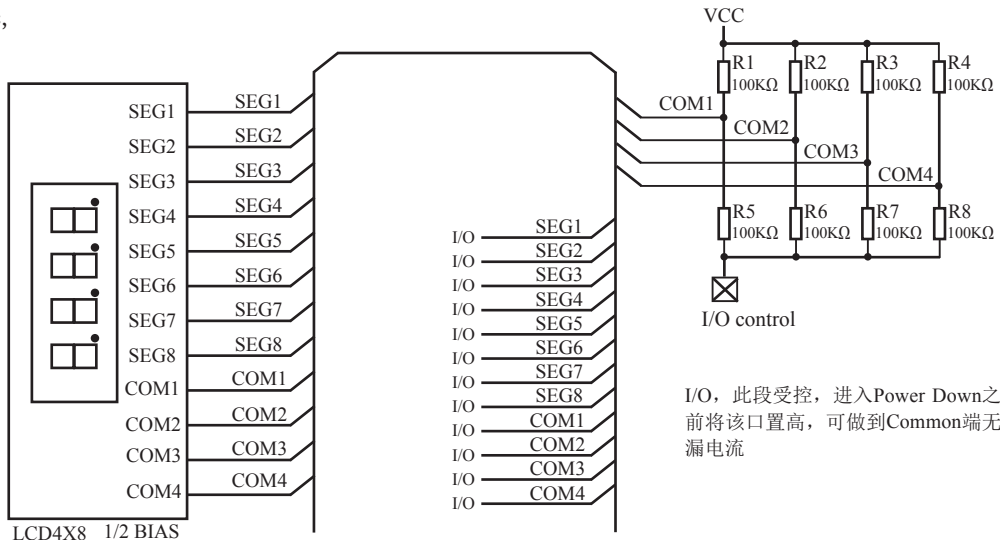 ,
SEG1
SEG2
SEG3
SEG4
SEG5
SEG6
SEG7
SEG8
COM1
COM2
COM3
COM4
LCD4X8 1/2 BIAS
SEG1
SEG2
SEG3
SEG4
SEG5
SEG6
SEG7
SEG8
COM1
COM2
COM3
COM4
I/O SEG1
I/O SEG2
I/O SEG3
I/O SEG4
I/O SEG5
I/O SEG6
I/O SEG7
I/O SEG8
I/O COM1
I/O COM2
I/O COM3
I/O COM4
VCC
R1 R2 R3 R4
100KΩ 100KΩ 100KΩ 100KΩ
COM1
COM2
COM3
COM4
R5 R6 R7 R8
100KΩ 100KΩ 100KΩ 100KΩ
I/O control
I/O，此段受控，进入Power Down之
前将该口置高，可做到Common端无
漏电流